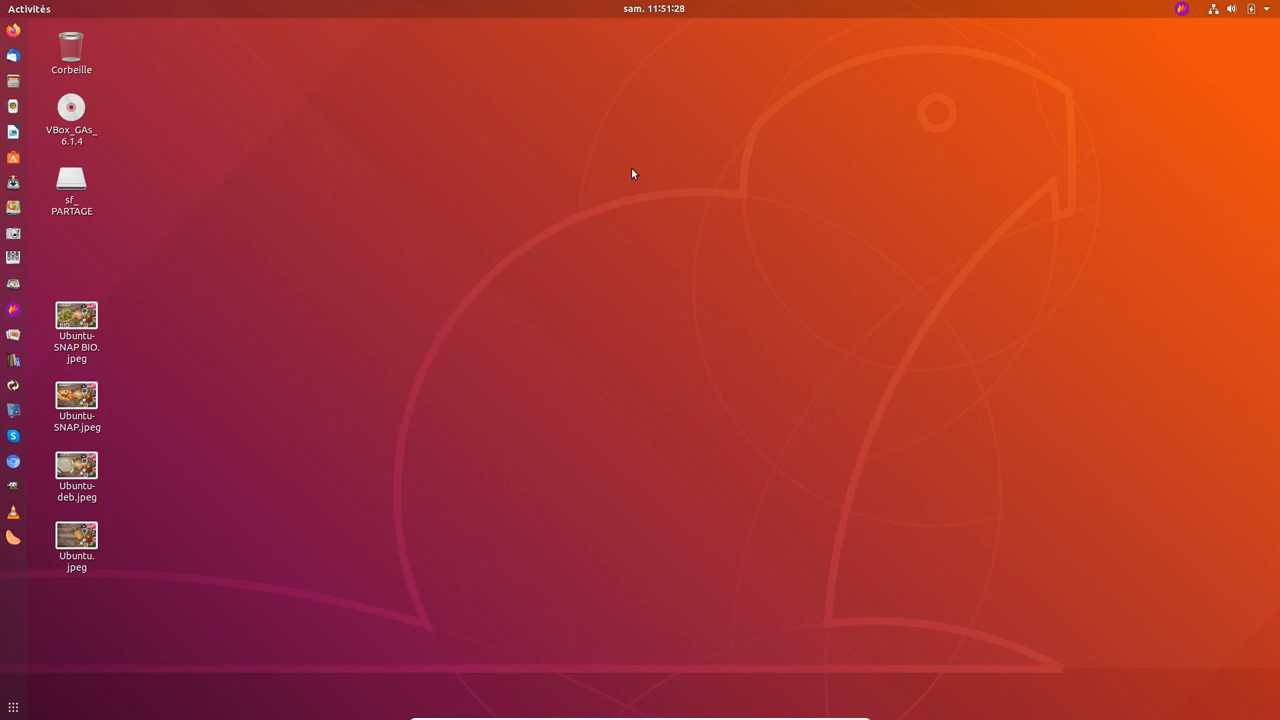 Activités
sam. 11:51:28
Corbeille
VBox_GAs_
6.1.4
sf_
PARTAGE
Ubuntu-
SNAP BIO.
jpeg
Ubuntu-
SNAP.jpeg
Ubuntu-
deb.jpeg
Ubuntu.
jpeg